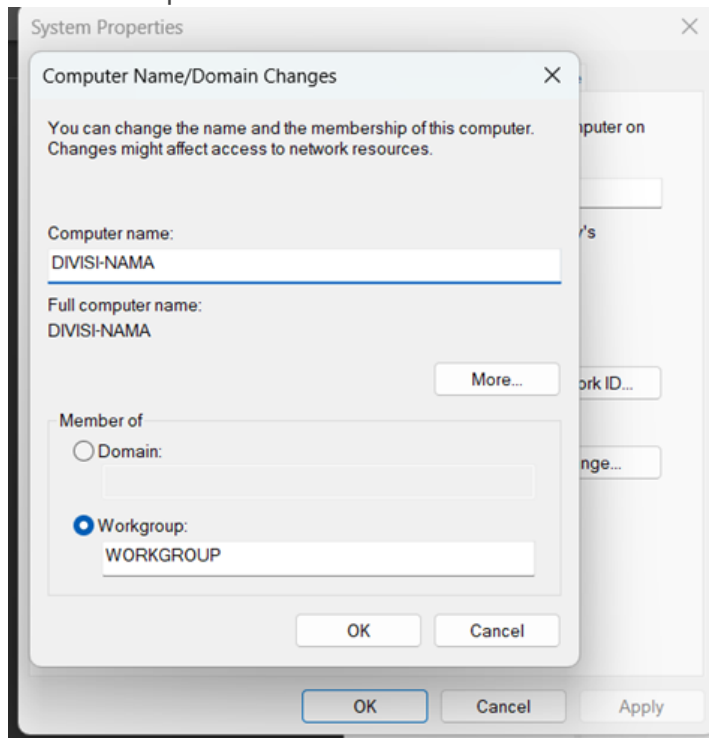 System Properties
Computer Name/Domain Changes
You can change the name and the membership of this computer.
Changes might affect access to network resources.
Computer name:
DIVISI-NAMA
Full computer name:
DIVISI-NAMA
More...
Member of
Domain:
Workgroup:
WORKGROUP
OK Cancel
OK Cancel Apply